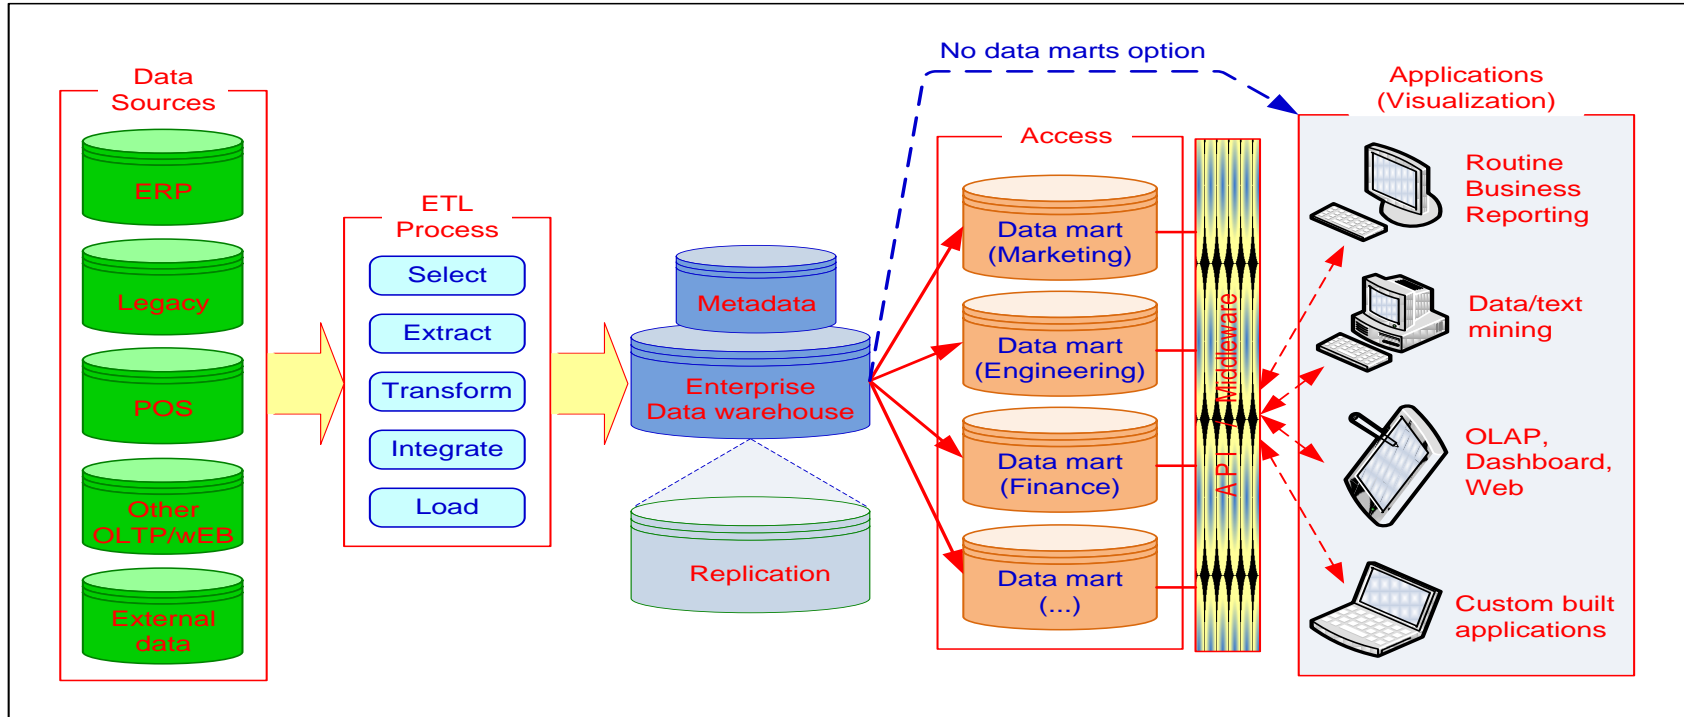 No data marts option
Data
Sources
ERP
Legacy
POS
Other
OLTP/wEB
External
data
ETL
Process
Select
Extract
Transform
Integrate
Load
Metadata
Enterprise
Data warehouse
Replication
Access
Data mart
(Marketing)
Data mart
(Engineering)
Data mart
(Finance)
Data mart
(...)
API / Middleware
Applications
(Visualization)
Routine
Business
Reporting
Data/text
mining
OLAP,
Dashboard,
Web
Custom built
applications